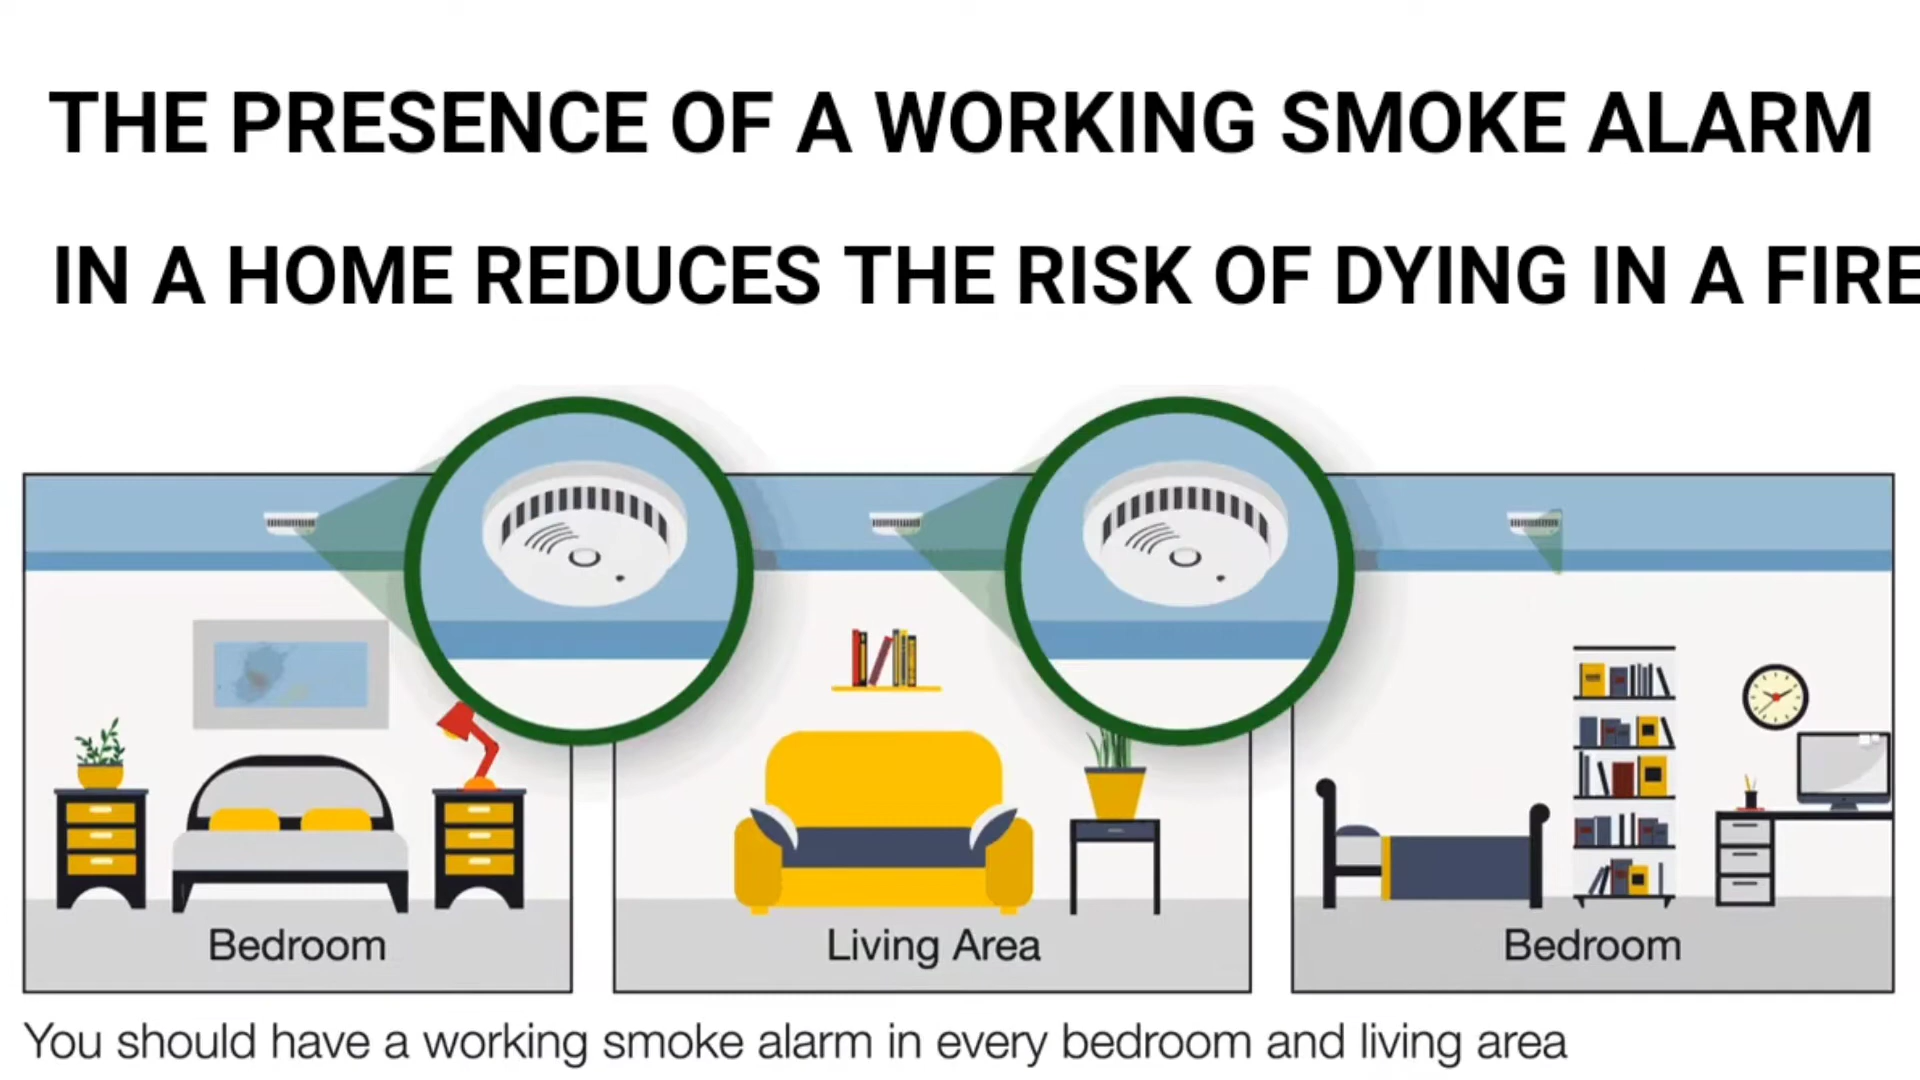 THE PRESENCE OF A WORKING SMOKE ALARM
IN A HOME REDUCES THE RISK OF DYING IN A FIRE
Bedroom
Living Area
Bedroom
You should have a working smoke alarm in every bedroom and living area